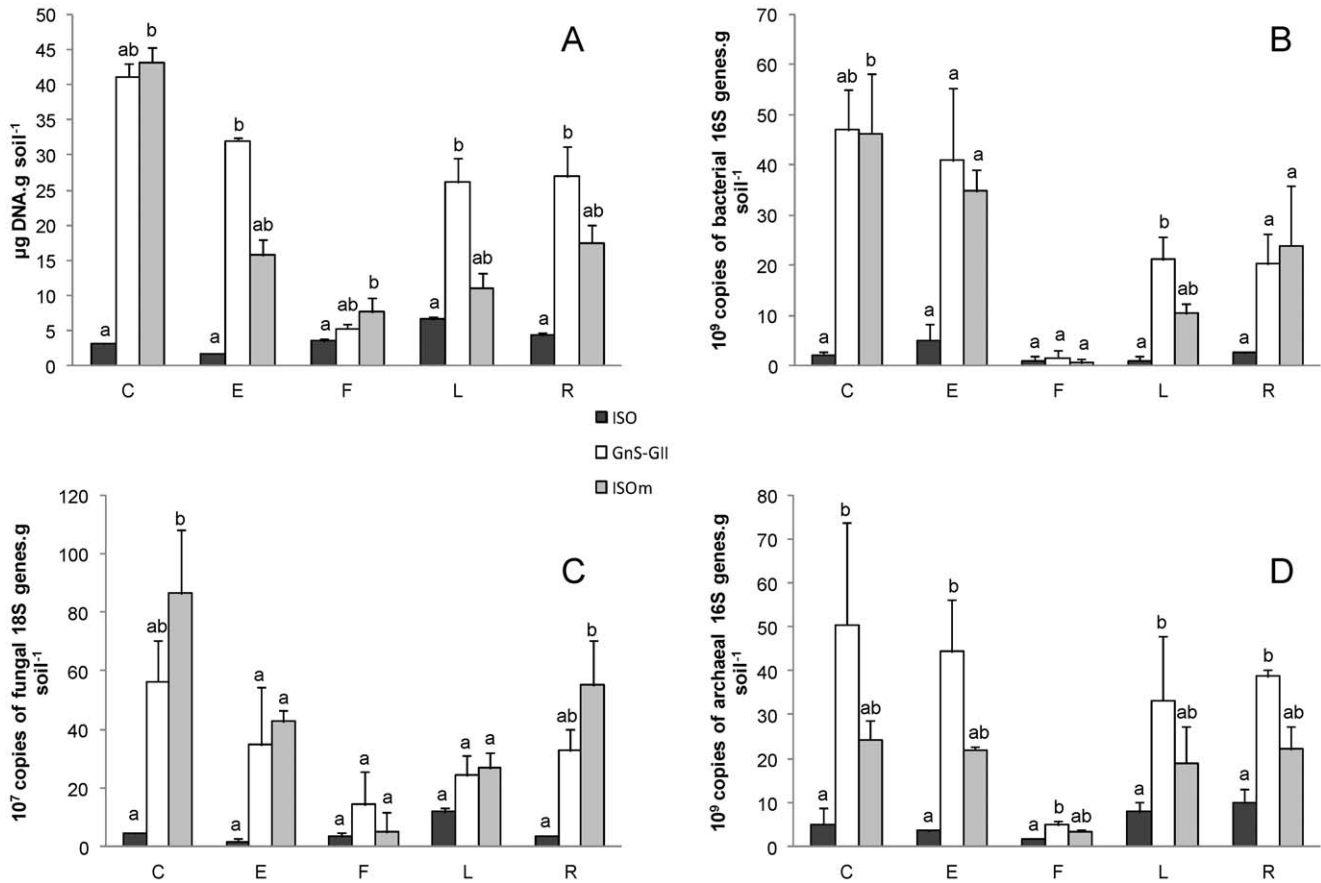 A
µg DNA.g soil-1
50
45
40
35
30
25
20
15
10
5
0
ab b
a
b
ab
a
a ab b
a
b
ab
a
b
ab
C E F L R
B
10⁹ copies of bacterial 16S genes.g
soil-1
70
60
50
40
30
20
10
0
a
ab b
a
a
a
a a a
a
b
ab
a
a
a
C E F L R
ISO
GnS-GII
ISOm
C
10⁷ copies of fungal 18S genes.g
soil-1
120
100
80
60
40
20
0
a
ab
b
a
a
a
a
a
a
a
a
a
a
ab
b
C E F L R
D
10⁹ copies of archaeal 16S genes.g
soil-1
80
70
60
50
40
30
20
10
0
a
b
ab
a
b
ab
a
b
ab
a
b
ab
a
b
ab
C E F L R